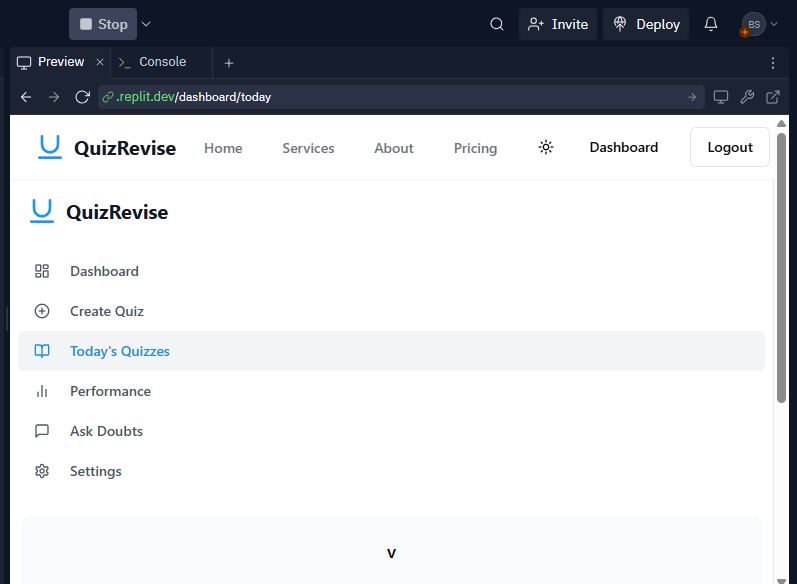 Stop
Invite
Deploy
BS
Preview
Console
.replit.dev/dashboard/today
QuizRevise
Home
Services
About
Pricing
Dashboard
Logout
QuizRevise
Dashboard
Create Quiz
Today's Quizzes
Performance
Ask Doubts
Settings
v